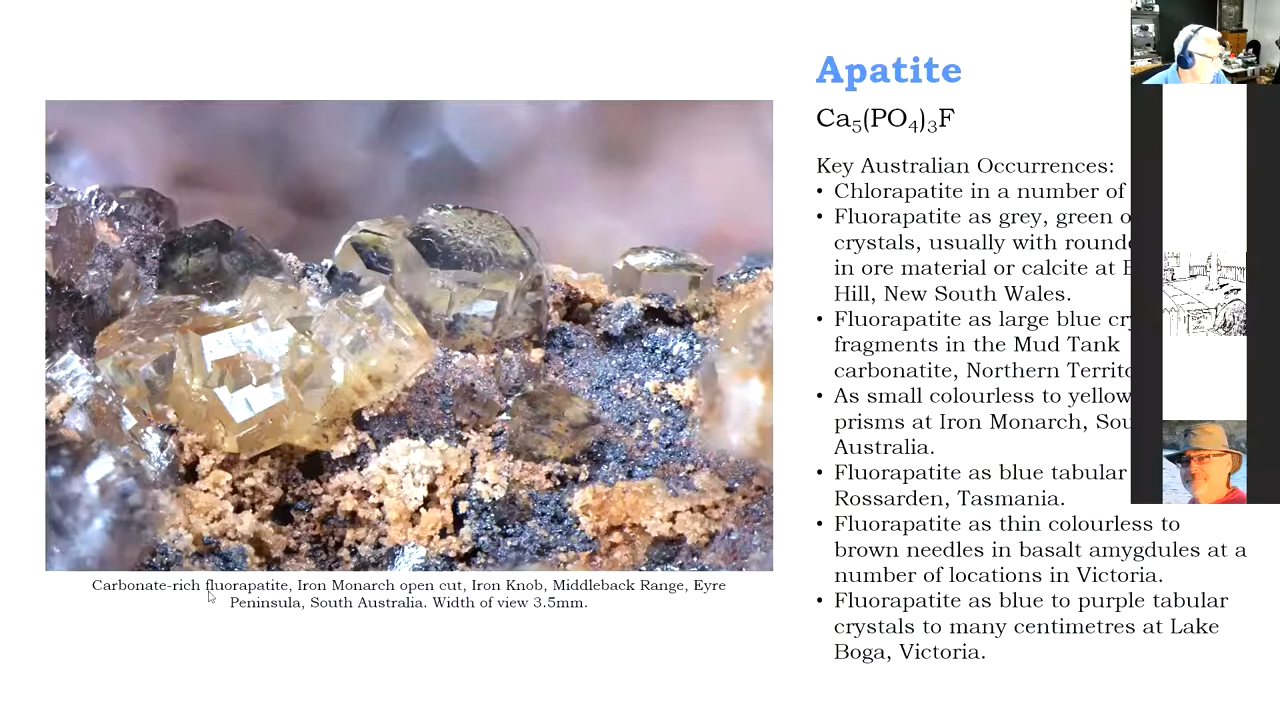 Apatite
Ca5(PO4)3F
Key Australian Occurrences:
• Chlorapatite in a number of
• Fluorapatite as grey, green
crystals, usually with
in ore material or calcite at
Hill, New South Wales.
• Fluorapatite as large blue
fragments in the Mud Tank
carbonatite, Northern
• As small colourless to yellow
prisms at Iron Monarch,
Australia.
• Fluorapatite as blue tabular
Rossarden, Tasmania.
• Fluorapatite as thin colourless to
brown needles in basalt amygdules at a
number of locations in Victoria.
• Fluorapatite as blue to purple tabular
crystals to many centimetres at Lake
Boga, Victoria.
Carbonate-rich fluorapatite, Iron Monarch open cut, Iron Knob, Middleback Range, Eyre
Peninsula, South Australia. Width of view 3.5mm.